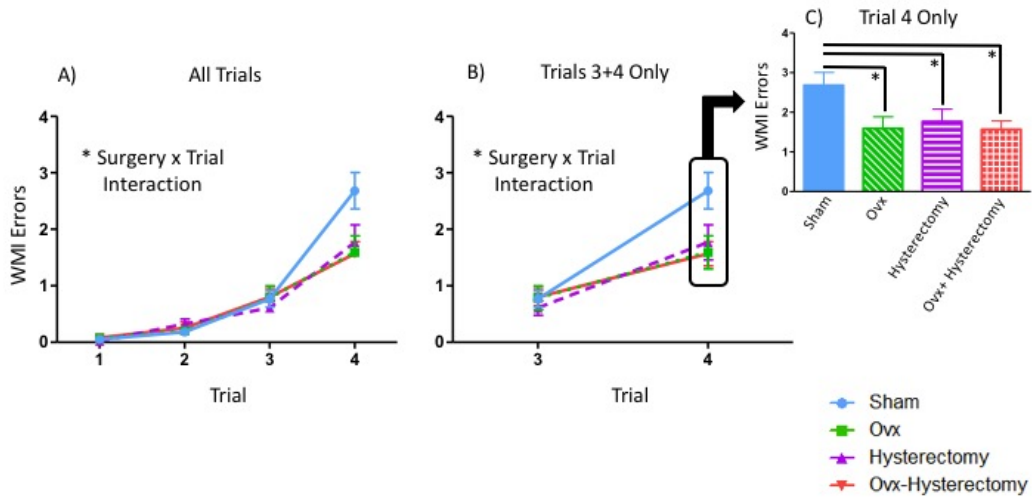 A)
All Trials
WMI Errors
4
3
2
1
0
* Surgery x Trial
Interaction
1
2
3
4
Trial
B)
Trials 3+4 Only
4
3
2
1
0
* Surgery x Trial
Interaction
3
4
Trial
C)
Trial 4 Only
WMI Errors
4
3
2
1
0
*
*
*
Sham
Ovx
Hysterectomy
Ovx+ Hysterectomy
Sham
Ovx
Hysterectomy
Ovx-Hysterectomy